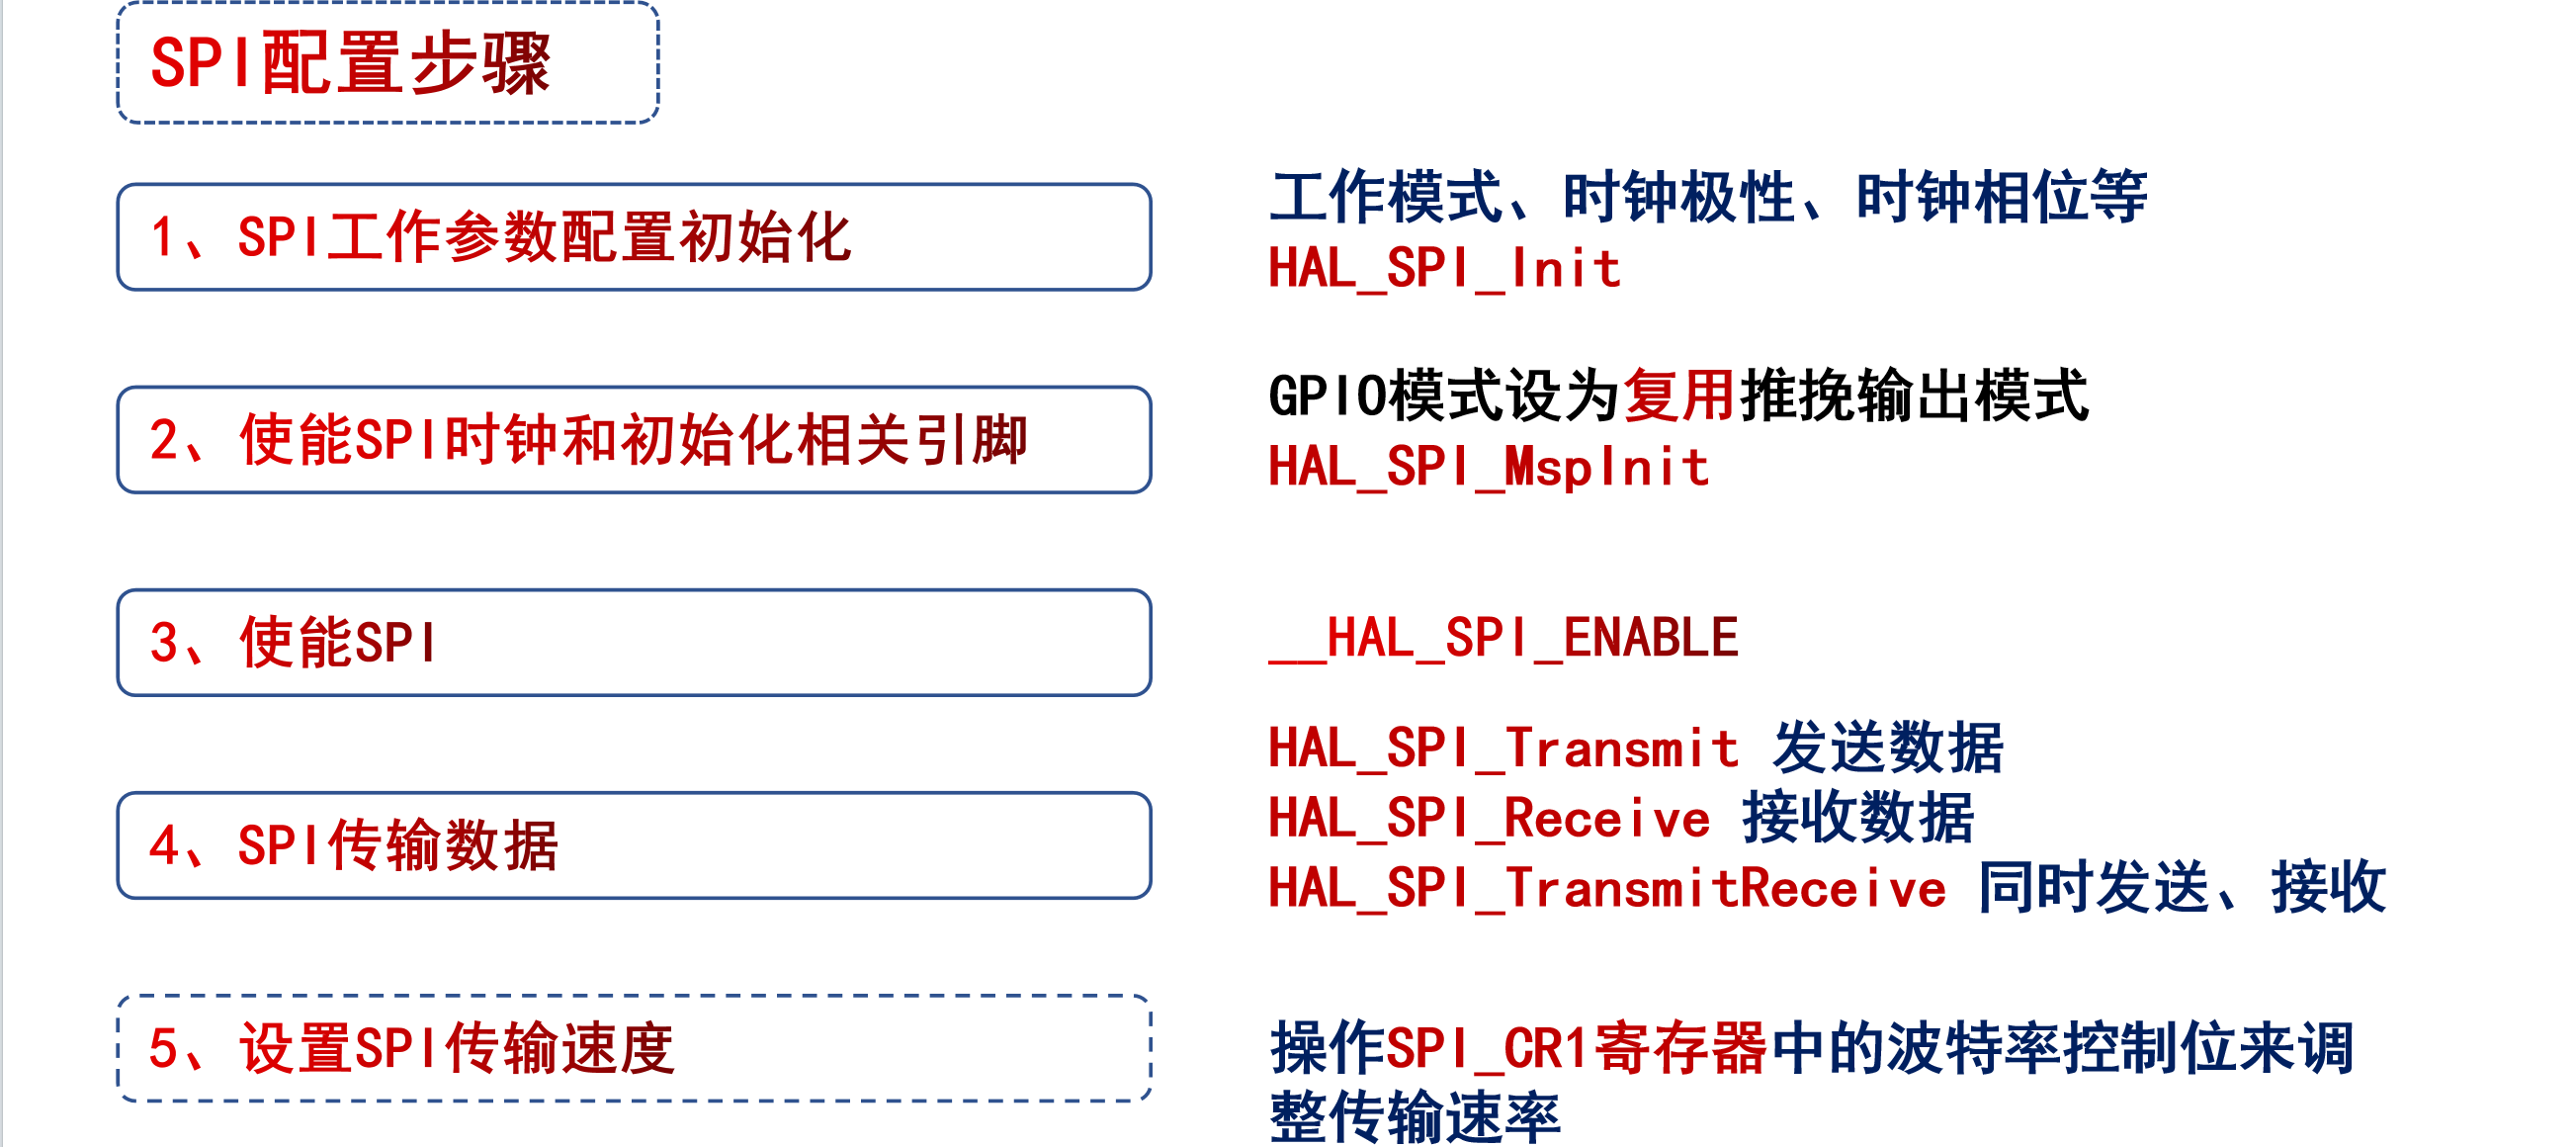 SPI配置步骤
1、SPI工作参数配置初始化
工作模式、时钟极性、时钟相位等
HAL_SPI_Init
2、使能SPI时钟和初始化相关引脚
GPIO模式设为复用推挽输出模式
HAL_SPI_MspInit
3、使能SPI
__HAL_SPI_ENABLE
4、SPI传输数据
HAL_SPI_Transmit 发送数据
HAL_SPI_Receive 接收数据
HAL_SPI_TransmitReceive 同时发送、接收
5、设置SPI传输速度
操作SPI_CR1寄存器中的波特率控制位来调
整传输速率